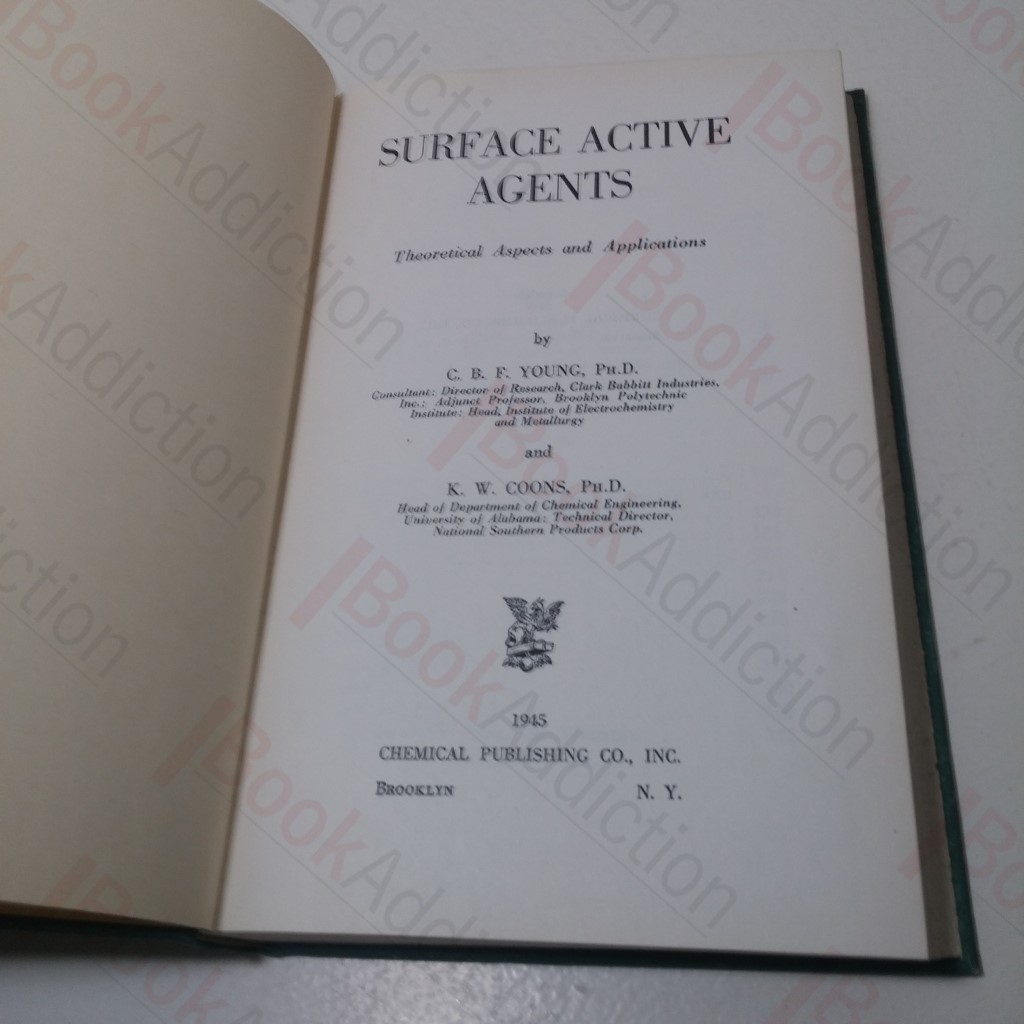 SURFACE ACTIVE
AGENTS
Theoretical Aspects and Applications
by
C. B. F. YOUNG, PH.D.
Consultant; Director of Research, Clark Babbitt Industries,
Inc.; Adjunct Professor, Brooklyn Polytechnic
Institute; Head, Institute of Electrochemistry
and Metallurgy
and
K. W. COONS, PH.D.
Head of Department of Chemical Engineering,
University of Alabama; Technical Director,
National Southern Products Corp.
1945
CHEMICAL PUBLISHING CO., INC.
BROOKLYN N. Y.
BookAddiction